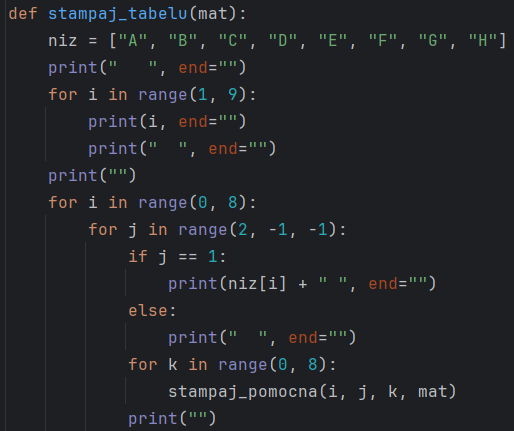 def stampaj_tabelu(mat):
    niz = ["A", "B", "C", "D", "E", "F", "G", "H"]
    print("   ", end="")
    for i in range(1, 9):
        print(i, end="")
        print("  ", end="")
    print("")
    for i in range(0, 8):
        for j in range(2, -1, -1):
            if j == 1:
                print(niz[i] + " ", end="")
            else:
                print("  ", end="")
            for k in range(0, 8):
                stampaj_pomocna(i, j, k, mat)
            print("")